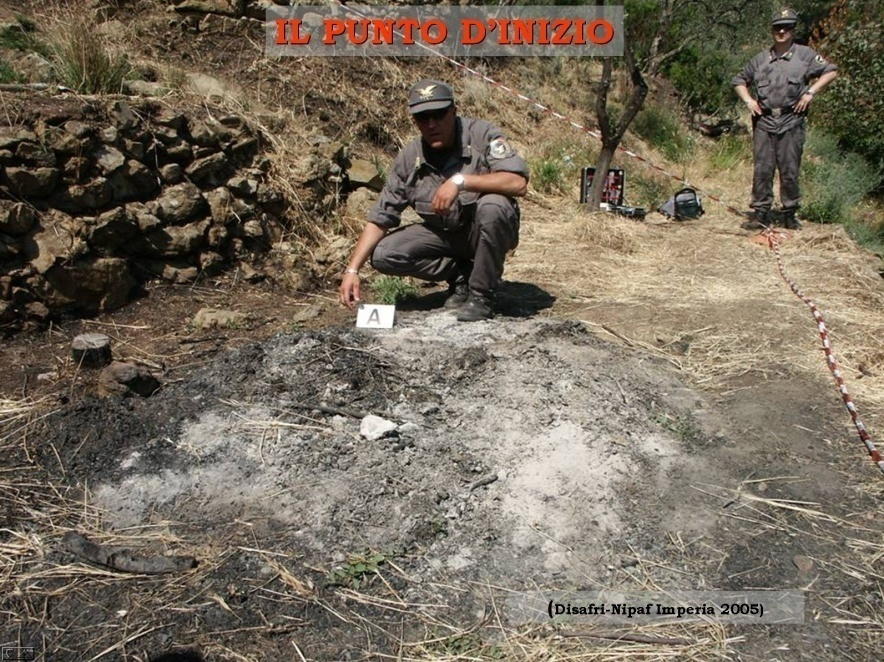 IL PUNTO D'INIZIO
A
(Disafri-Nipaf Imperia 2005)